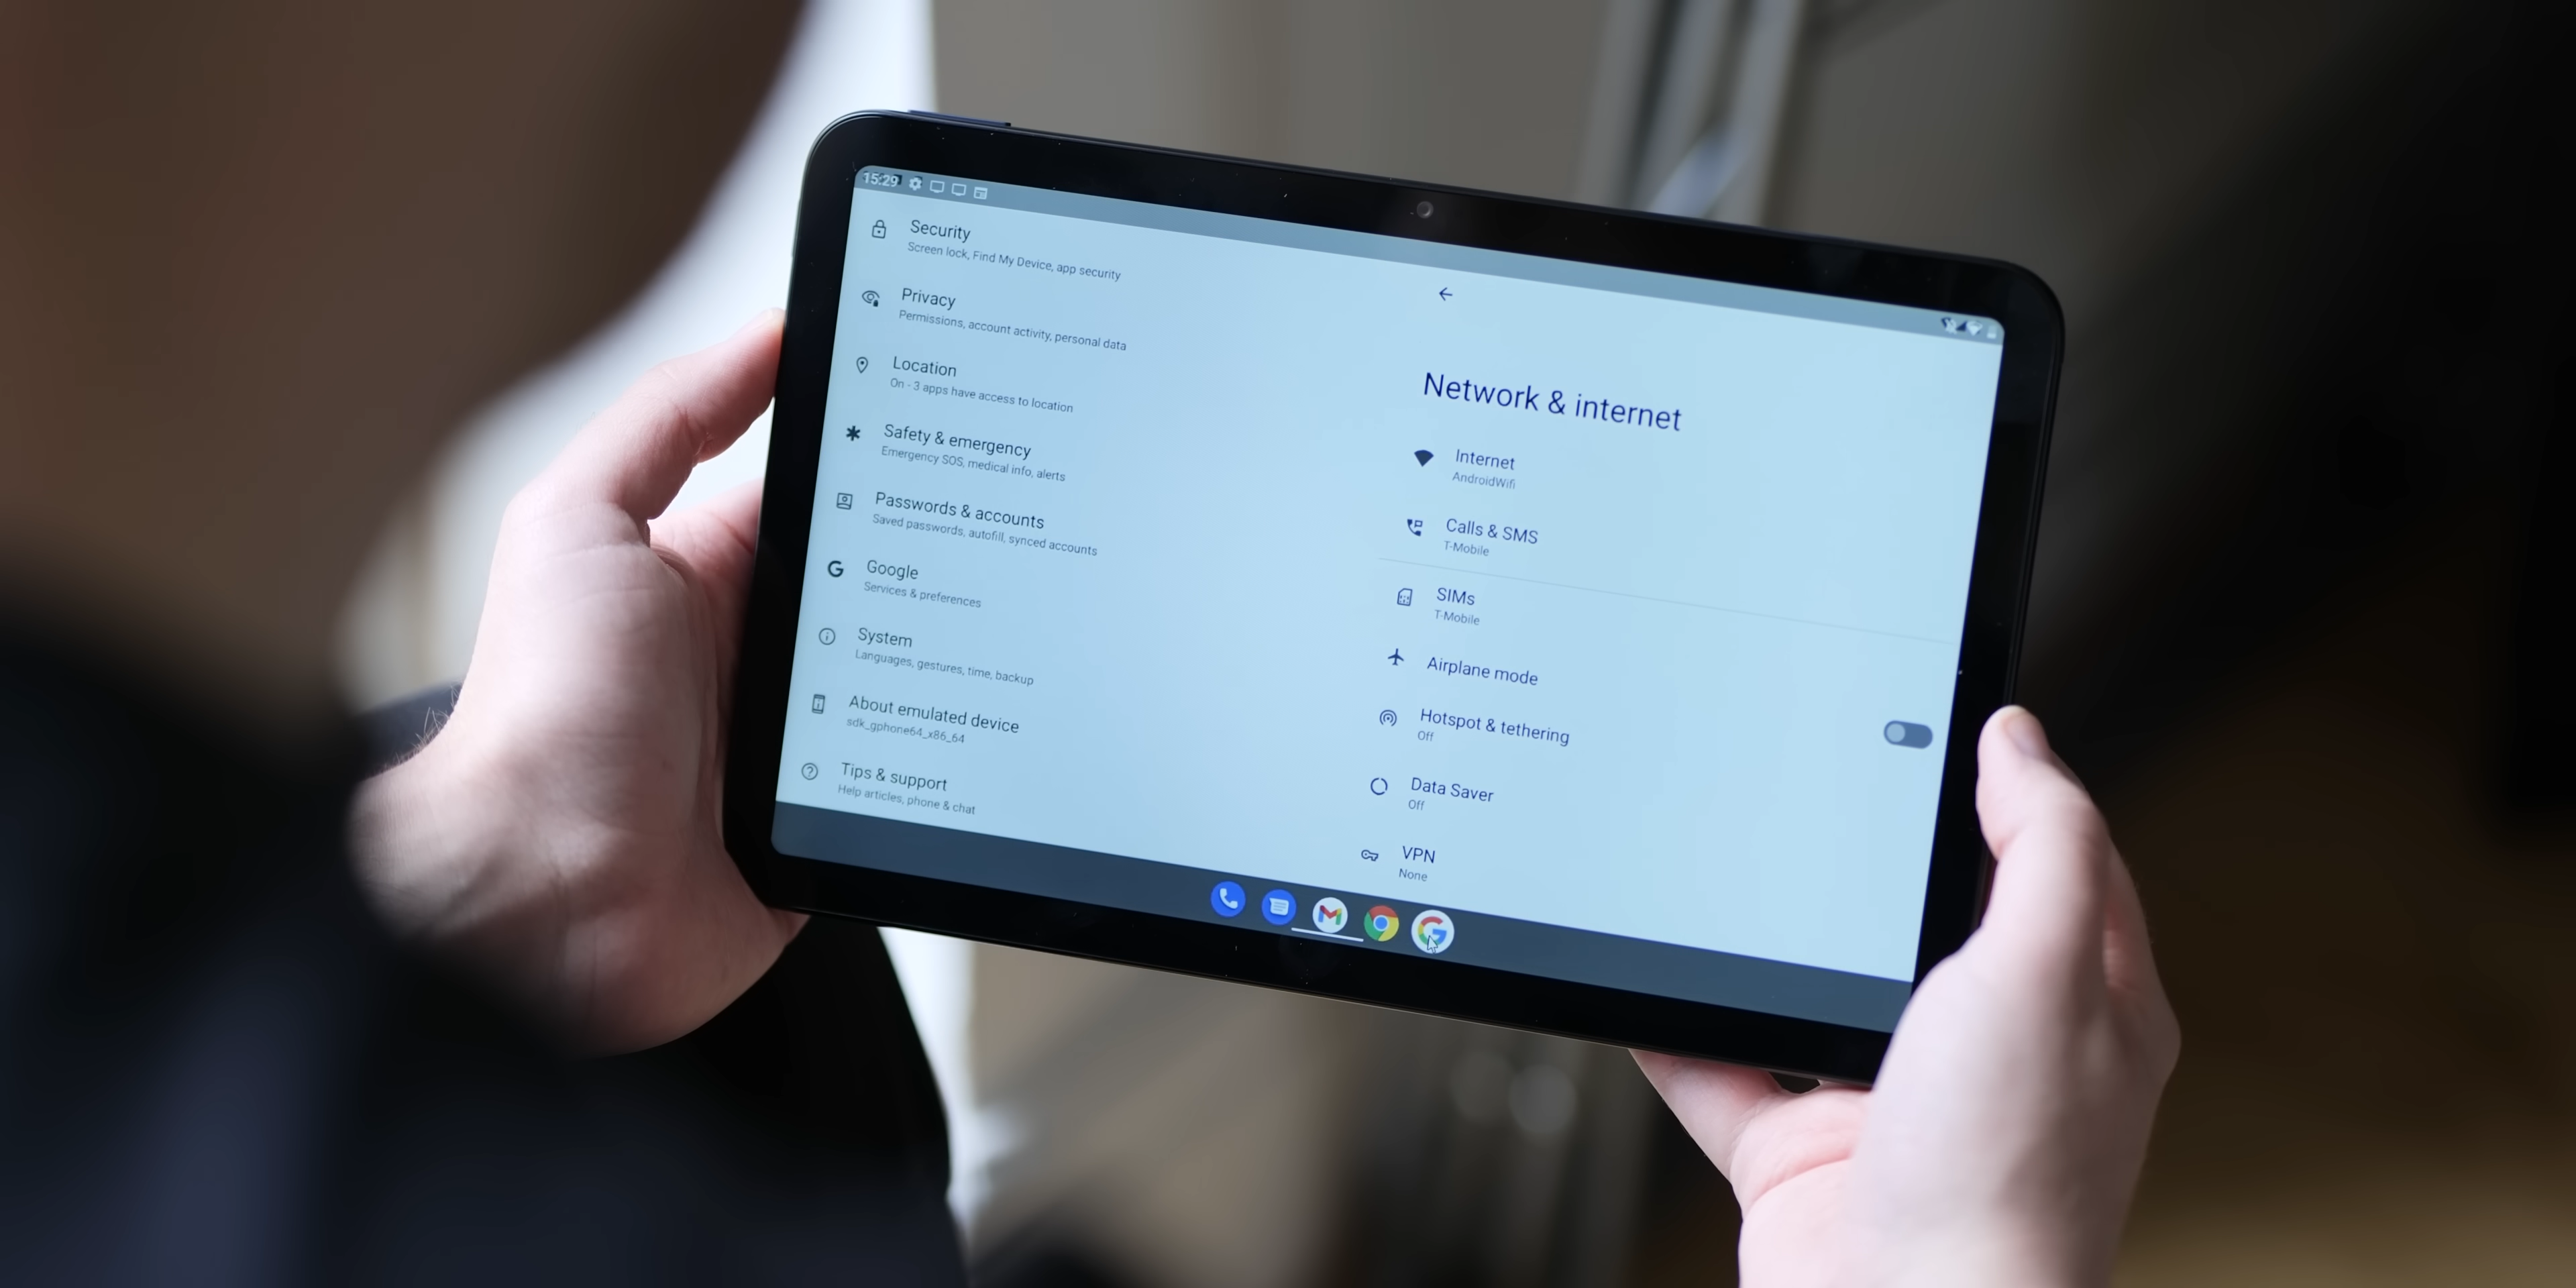 15:29
Security
Screen lock, Find My Device, app security
Privacy
Permissions, account activity, personal data
Location
On - 3 apps have access to location
Safety & emergency
Emergency SOS, medical info, alerts
Passwords & accounts
Saved passwords, autofill, synced accounts
Google
Services & preferences
System
Languages, gestures, time, backup
About emulated device
sdk_gphone64_x86_64
Tips & support
Help articles, phone & chat
Network & internet
Internet
AndroidWifi
Calls & SMS
T-Mobile
SIMs
T-Mobile
Airplane mode
Hotspot & tethering
Off
Data Saver
Off
VPN
None